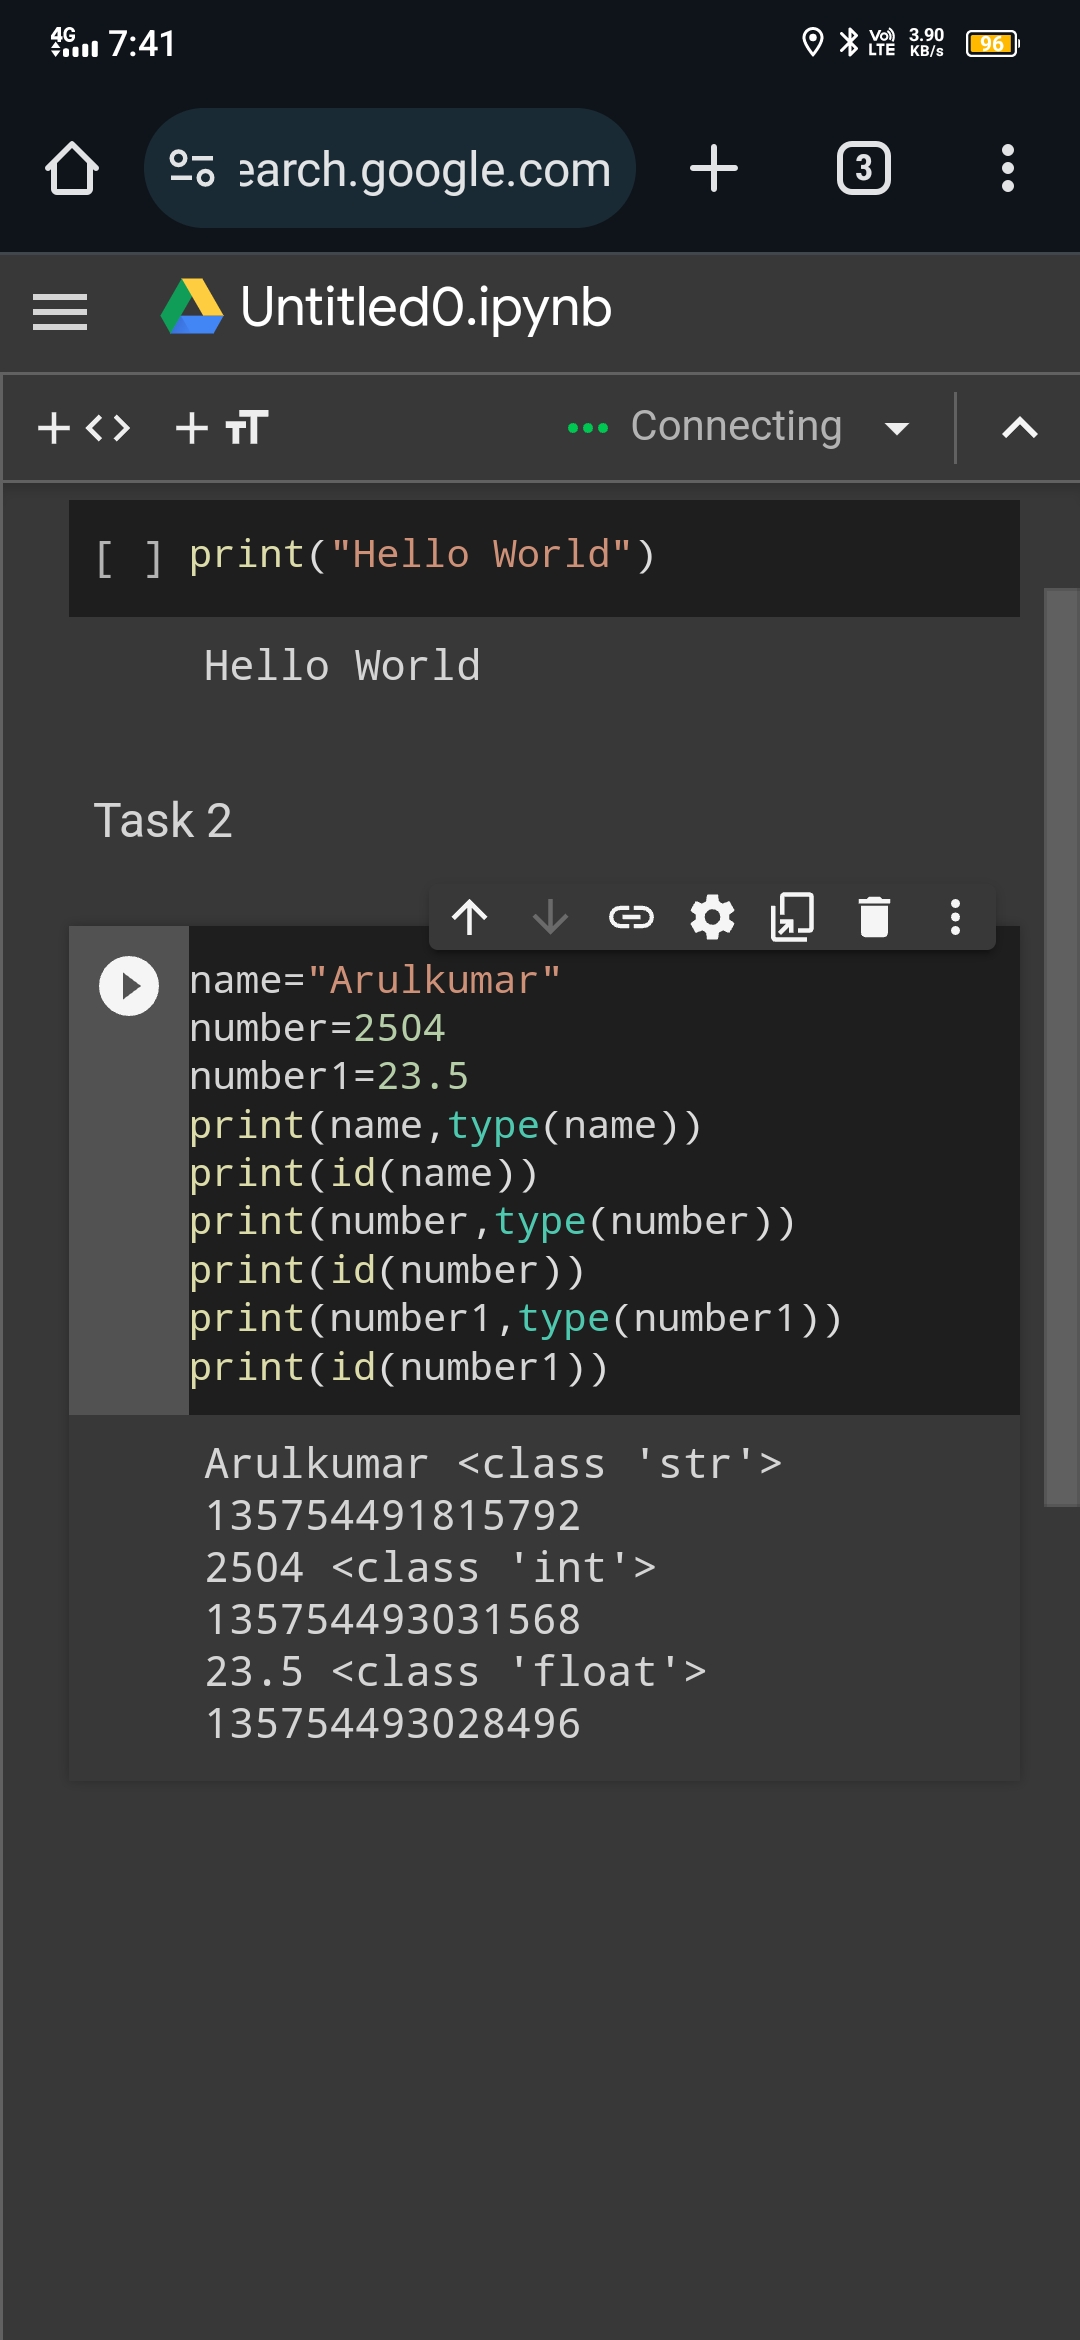 4G 7:41 Vo) LTE 3.90 KB/s 96
earch.google.com 3
Untitled0.ipynb
Connecting
[ ] print("Hello World")
Hello World
Task 2
name="Arulkumar"
number=2504
number1=23.5
print(name,type(name))
print(id(name))
print(number,type(number))
print(id(number))
print(number1,type(number1))
print(id(number1))
Arulkumar <class 'str'>
135754491815792
2504 <class 'int'>
135754493031568
23.5 <class 'float'>
135754493028496